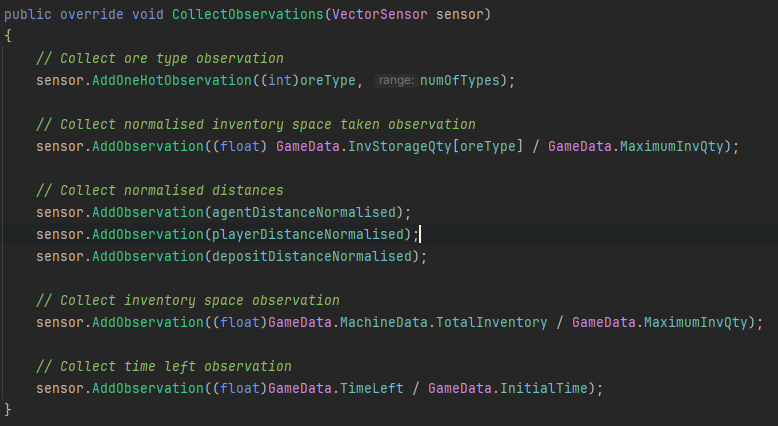 public override void CollectObservations(VectorSensor sensor)
{
// Collect ore type observation
sensor.AddOneHotObservation((int)oreType, range: numOfTypes);
// Collect normalised inventory space taken observation
sensor.AddObservation((float) GameData.InvStorageQty[oreType] / GameData.MaximumInvQty);
// Collect normalised distances
sensor.AddObservation(agentDistanceNormalised);
sensor.AddObservation(playerDistanceNormalised);
sensor.AddObservation(depositDistanceNormalised);
// Collect inventory space observation
sensor.AddObservation((float)GameData.MachineData.TotalInventory / GameData.MaximumInvQty);
// Collect time left observation
sensor.AddObservation((float)GameData.TimeLeft / GameData.InitialTime);
}